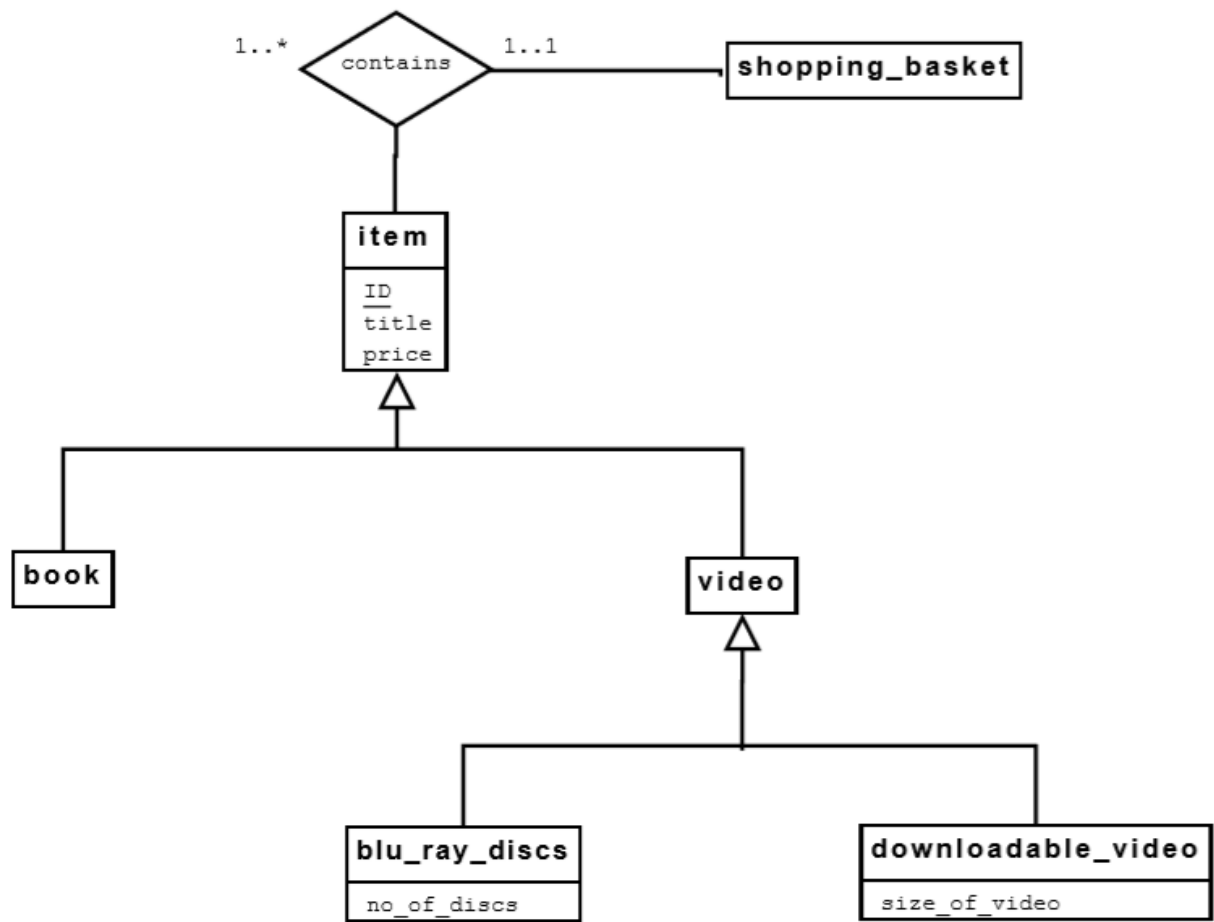 1..*
contains
1..1
shopping_basket
item
ID
title
price
book
video
blu_ray_discs
no_of_discs
downloadable_video
size_of_video